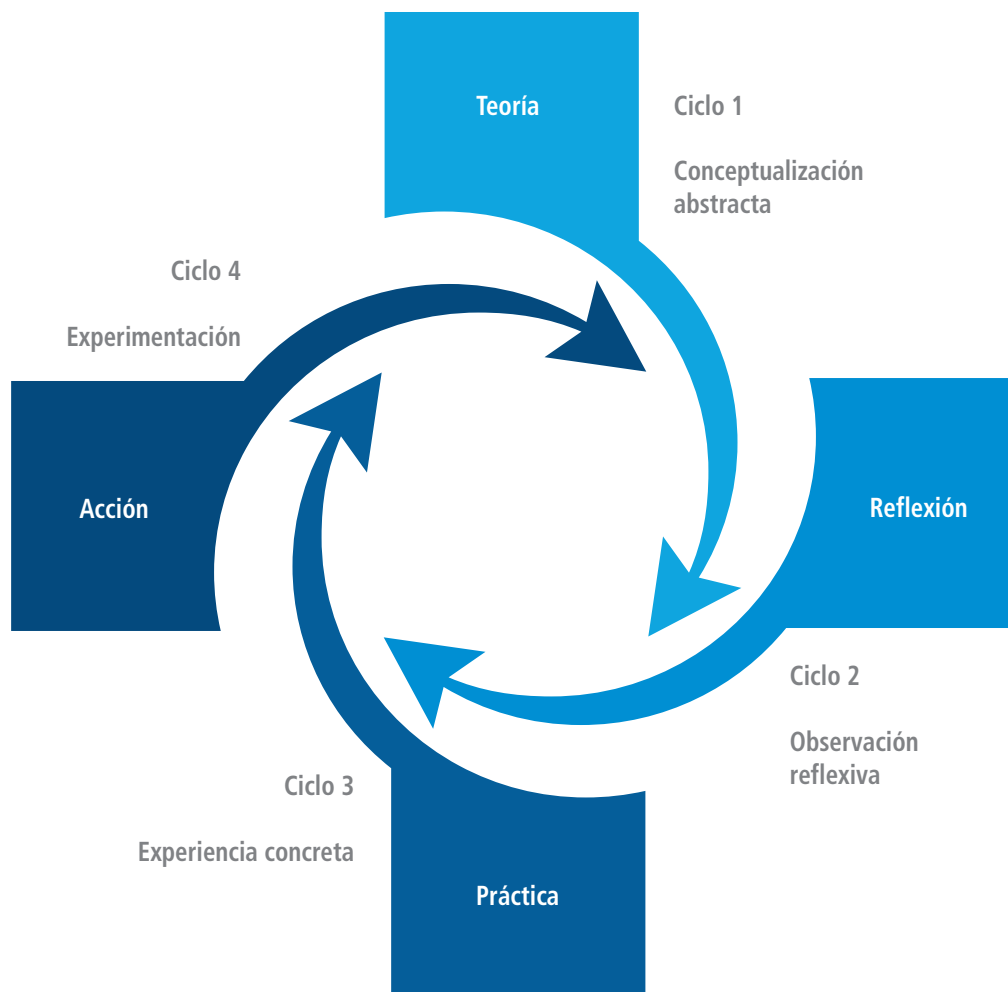 Teoría
Ciclo 1
Conceptualización
abstracta
Ciclo 4
Experimentación
Acción
Reflexión
Ciclo 2
Observación
reflexiva
Ciclo 3
Experiencia concreta
Práctica